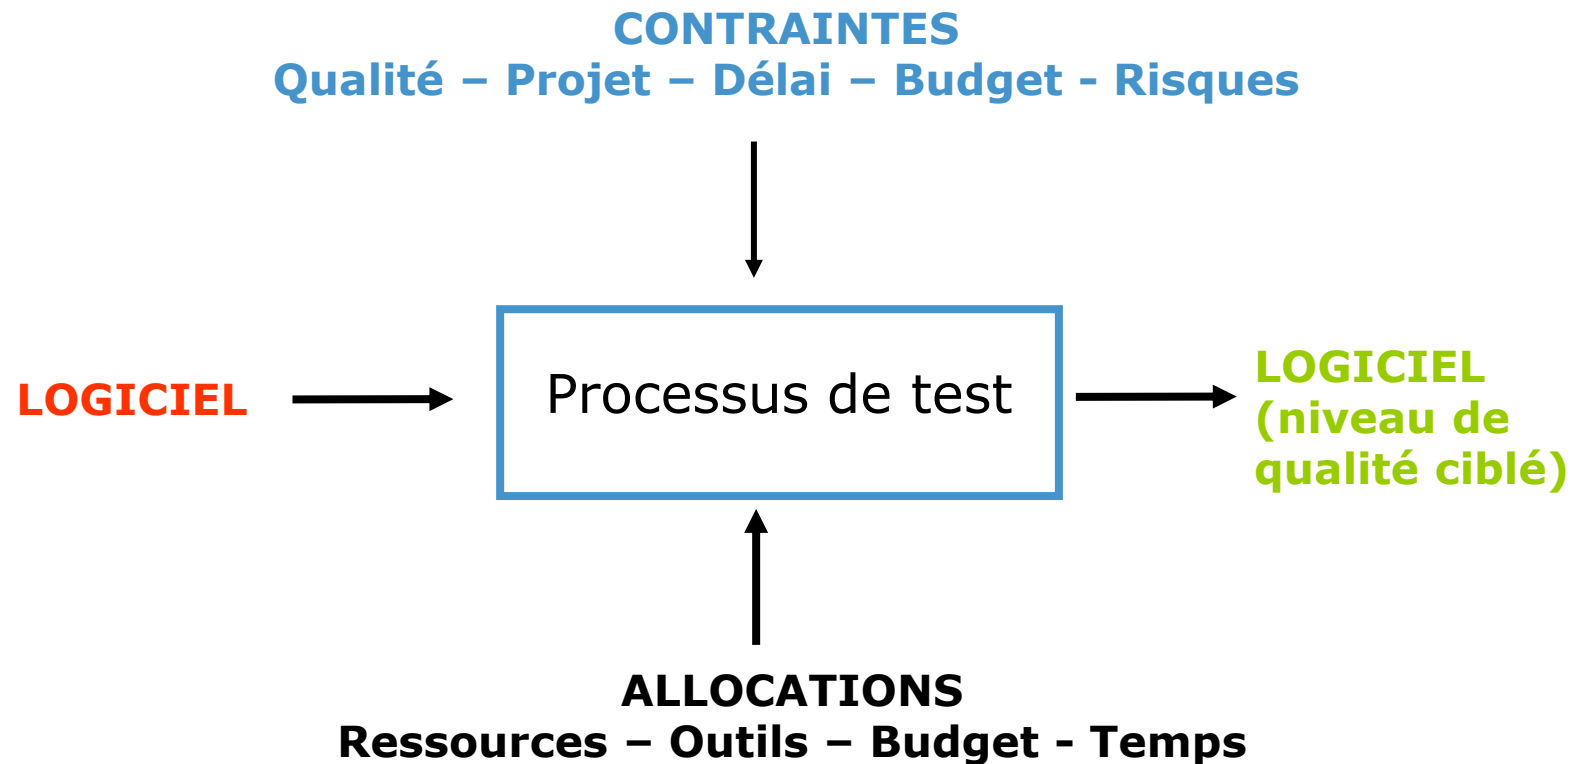 CONTRAINTES
Qualité – Projet – Délai – Budget - Risques
Processus de test
LOGICIEL
LOGICIEL
(niveau de
qualité ciblé)
ALLOCATIONS
Ressources – Outils – Budget - Temps